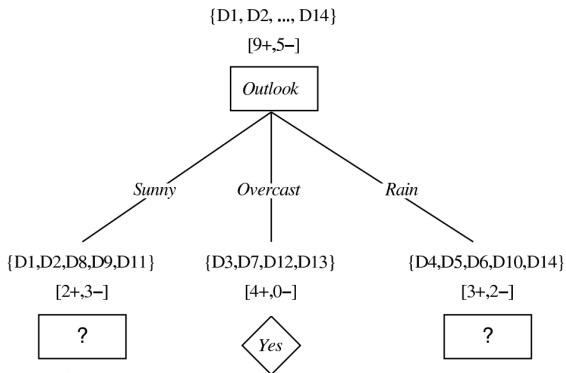 {D1, D2, ..., D14}
[9+,5−]
Outlook
Sunny Overcast Rain
{D1,D2,D8,D9,D11} {D3,D7,D12,D13} {D4,D5,D6,D10,D14}
[2+,3−] [4+,0−] [3+,2−]
? Yes ?